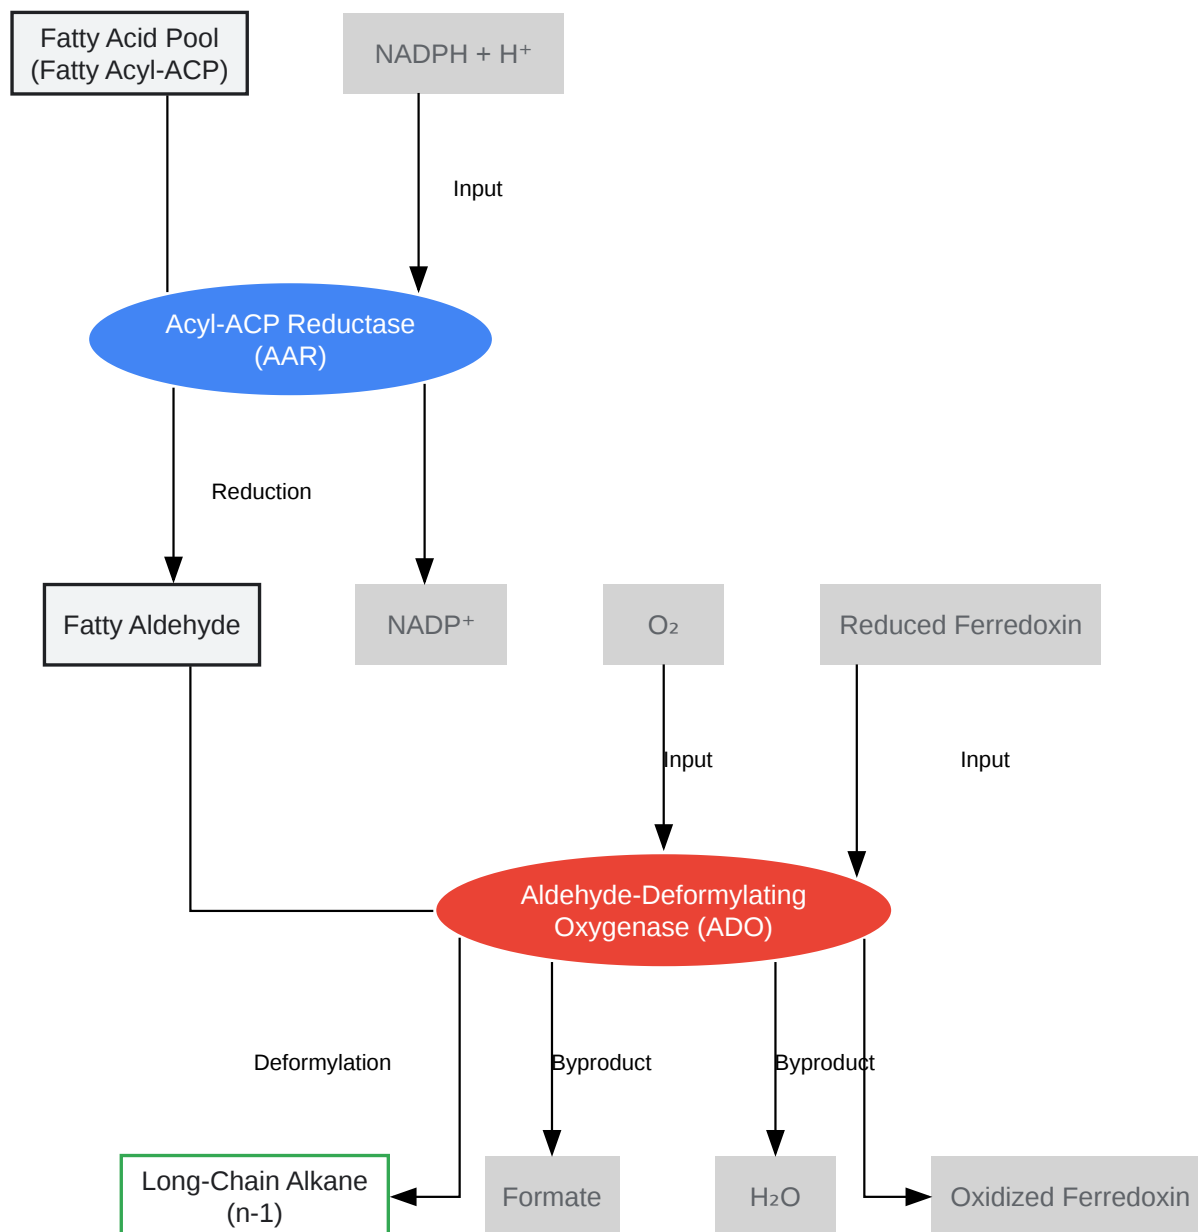 Fatty Acid Pool
(Fatty Acyl-ACP)
NADPH + H⁺
Input
Acyl-ACP Reductase
(AAR)
Reduction
Fatty Aldehyde
NADP⁺
O₂
Reduced Ferredoxin
Input
Input
Aldehyde-Deformylating
Oxygenase (ADO)
Deformylation
Byproduct
Byproduct
Long-Chain Alkane
(n-1)
Formate
H₂O
Oxidized Ferredoxin